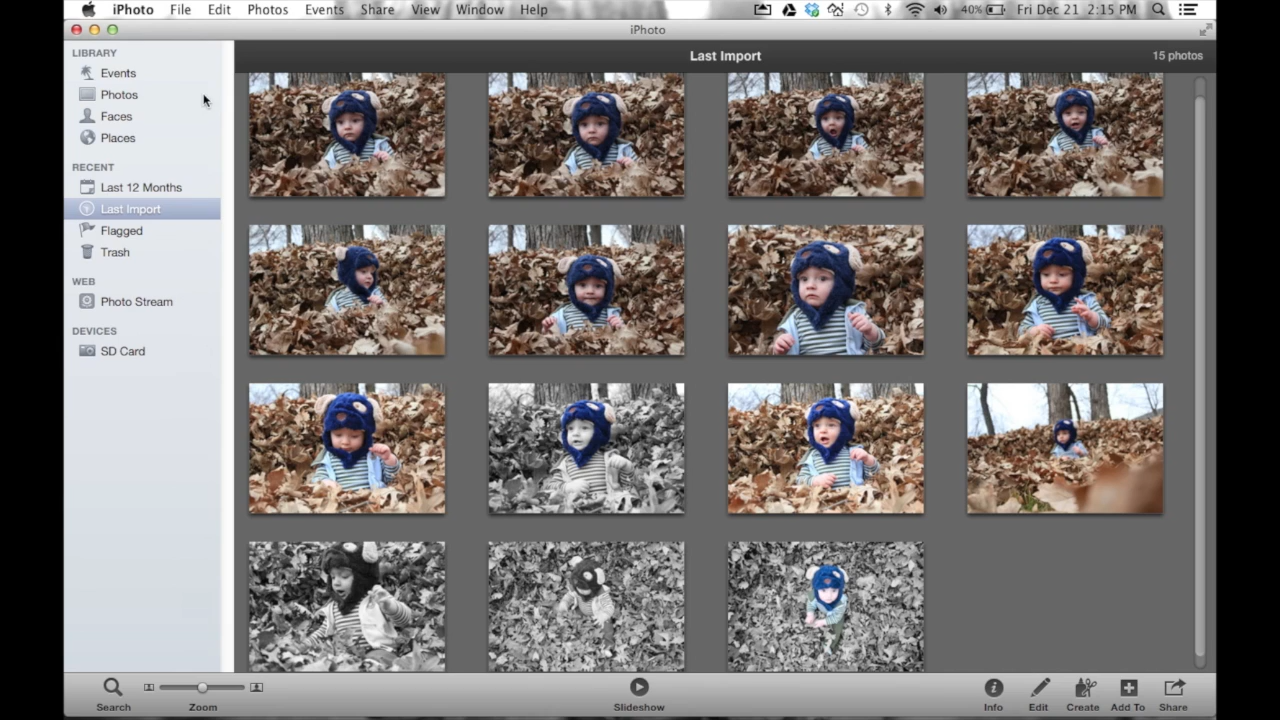 iPhoto File Edit Photos Events Share View Window Help 40% Fri Dec 21 2:15 PM
iPhoto
LIBRARY
Events
Photos
Faces
Places
RECENT
Last 12 Months
Last Import
Flagged
Trash
WEB
Photo Stream
DEVICES
SD Card
Last Import 15 photos
Search Zoom Slideshow Info Edit Create Add To Share